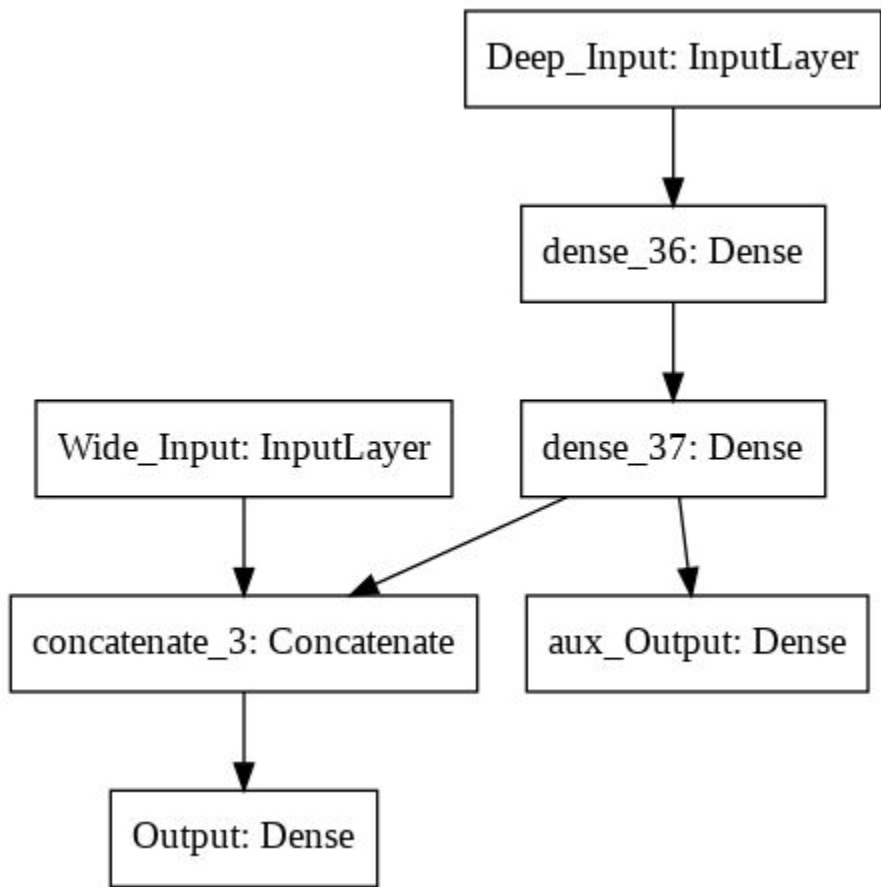 Deep_Input: InputLayer
dense_36: Dense
Wide_Input: InputLayer
dense_37: Dense
concatenate_3: Concatenate
aux_Output: Dense
Output: Dense